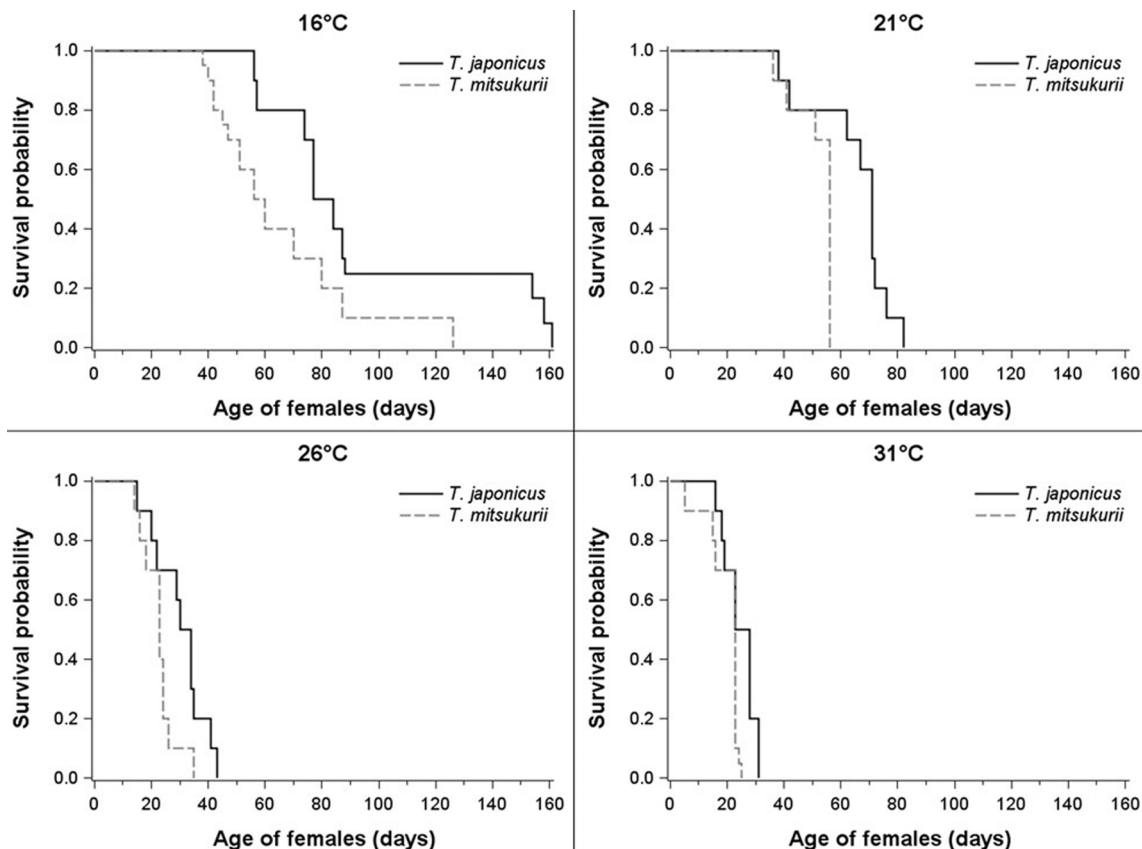 16°C
1.0
0.8
0.6
0.4
0.2
0.0
Survival probability
T. japonicus
T. mitsukurii
0 20 40 60 80 100 120 140 160
Age of females (days)
21°C
1.0
0.8
0.6
0.4
0.2
0.0
Survival probability
T. japonicus
T. mitsukurii
0 20 40 60 80 100 120 140 160
Age of females (days)
26°C
1.0
0.8
0.6
0.4
0.2
0.0
Survival probability
T. japonicus
T. mitsukurii
0 20 40 60 80 100 120 140 160
Age of females (days)
31°C
1.0
0.8
0.6
0.4
0.2
0.0
Survival probability
T. japonicus
T. mitsukurii
0 20 40 60 80 100 120 140 160
Age of females (days)